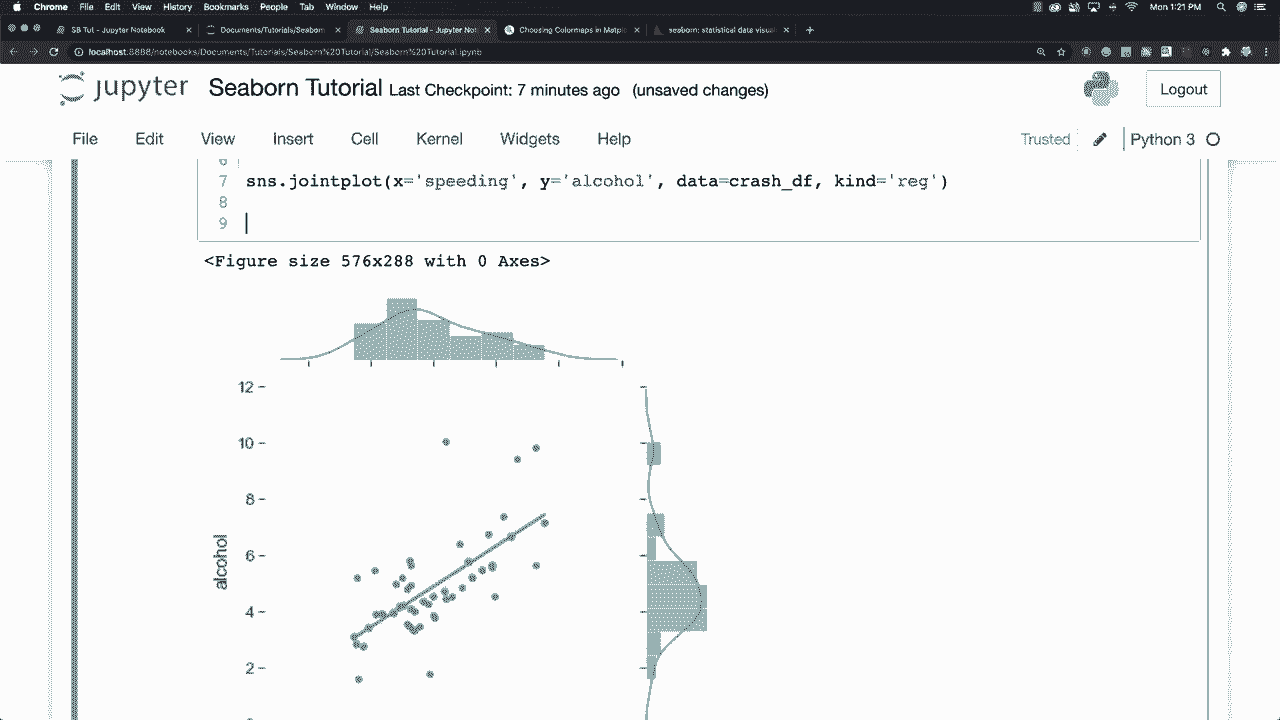 Chrome File Edit View History Bookmarks People Tab Window Help Mon 1:21 PM
SB Tut - Jupyter Notebook Documents/Tutorials/Seaborn Seaborn Tutorial - Jupyter Not Choosing Colormaps in Matpl seaborn: statistical data visual
localhost:8888/notebooks/Documents/Tutorials/Seaborn%20Tutorial/Seaborn%20Tutorial.ipynb
jupyter Seaborn Tutorial Last Checkpoint: 7 minutes ago (unsaved changes) Logout
File Edit View Insert Cell Kernel Widgets Help Trusted Python 3
6
7 sns.jointplot(x='speeding', y='alcohol', data=crash_df, kind='reg')
8
9
<Figure size 576x288 with 0 Axes>
12
10
8
6
alcohol
4
2